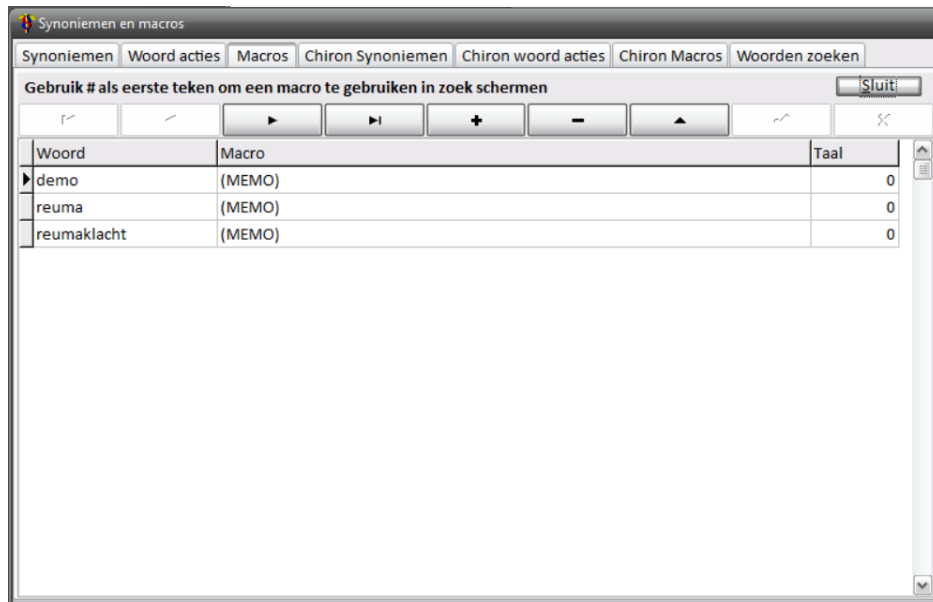 Synoniemen en macros
Synoniemen Woord acties Macros Chiron Synoniemen Chiron woord acties Chiron Macros Woorden zoeken
Gebruik # als eerste teken om een macro te gebruiken in zoek schermen Sluit
Woord Macro Taal
demo (MEMO) 0
reuma (MEMO) 0
reumaklacht (MEMO) 0